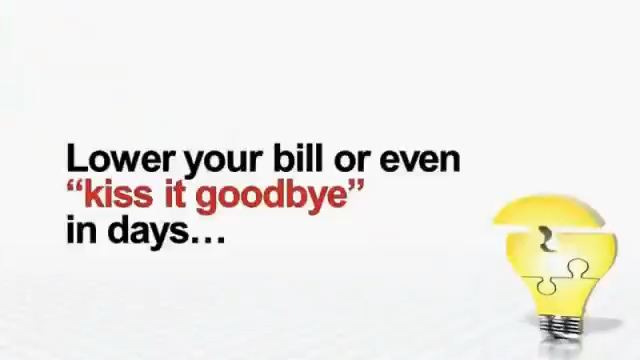 Lower your bill or even
“kiss it goodbye”
in days…